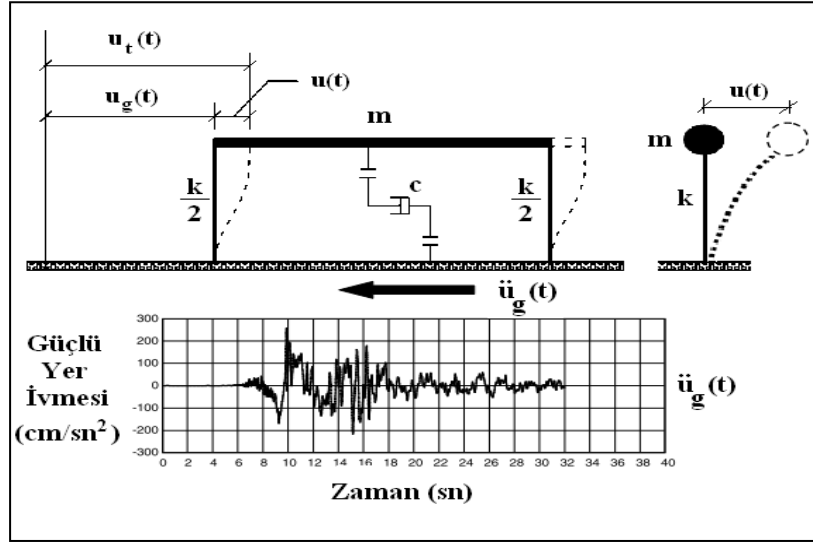 u_t(t)
u_g(t)
u(t)
m
k/2
c
k/2
u(t)
m
k
ü_g(t)
Güçlü
Yer
İvmesi
(cm/sn²)
300
200
100
0
-100
-200
-300
0 2 4 6 8 10 12 14 16 18 20 22 24 26 28 30 32 34 36 38 40
Zaman (sn)
ü_g(t)